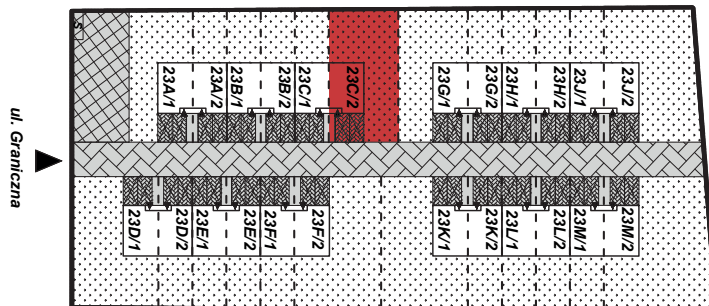 S
23A/1
23A/2
23B/1
23B/2
23C/1
23C/2
23G/1
23G/2
23H/1
23H/2
23J/1
23J/2
ul. Graniczna
23D/1
23D/2
23E/1
23E/2
23F/1
23F/2
23K/1
23K/2
23L/1
23L/2
23M/1
23M/2